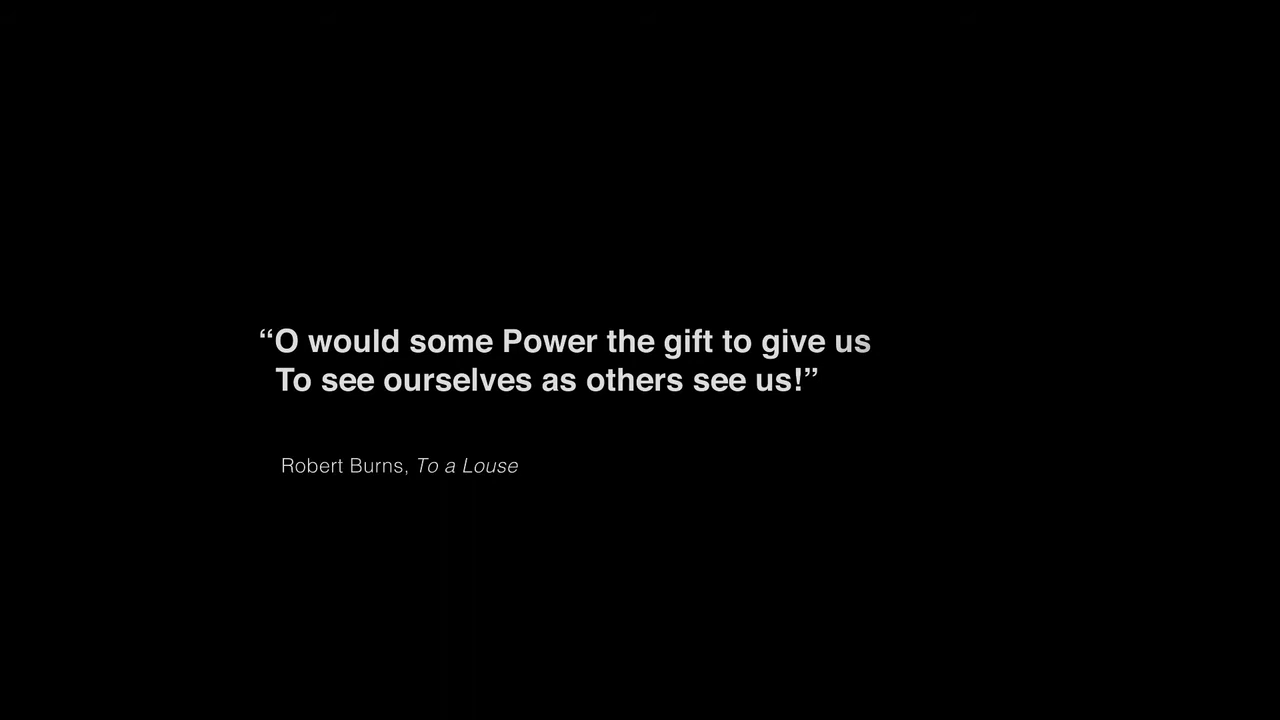 “O would some Power the gift to give us
To see ourselves as others see us!”
Robert Burns, To a Louse